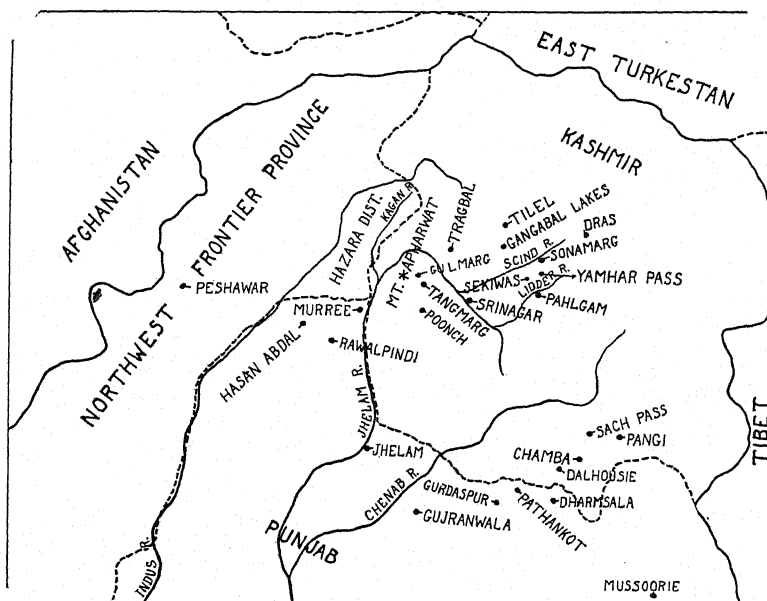 EAST TURKESTAN
KASHMIR
AFGHANISTAN
NORTHWEST FRONTIER PROVINCE
HAZARA DIST.
KAGAN R.
MT. APHARWAT
TRAGBAL
TILEL
GANGABAL LAKES
DRAS
SCIND R.
SONAMARG
GULMARG
SEKIWAS
LIDDER R.
YAMHAR PASS
PESHAWAR
TANGMARG
SRINAGAR
PAHLGAM
MURREE
POONCH
HASAN ABDAL
RAWALPINDI
JHELAM R.
TIBET
SACH PASS
PANGI
JHELAM
CHAMBA
DALHOUSIE
CHENAB R.
GURDASPUR
PATHANKOT
DHARMSALA
GUJRANWALA
PUNJAB
INDUS R.
MUSSOORIE